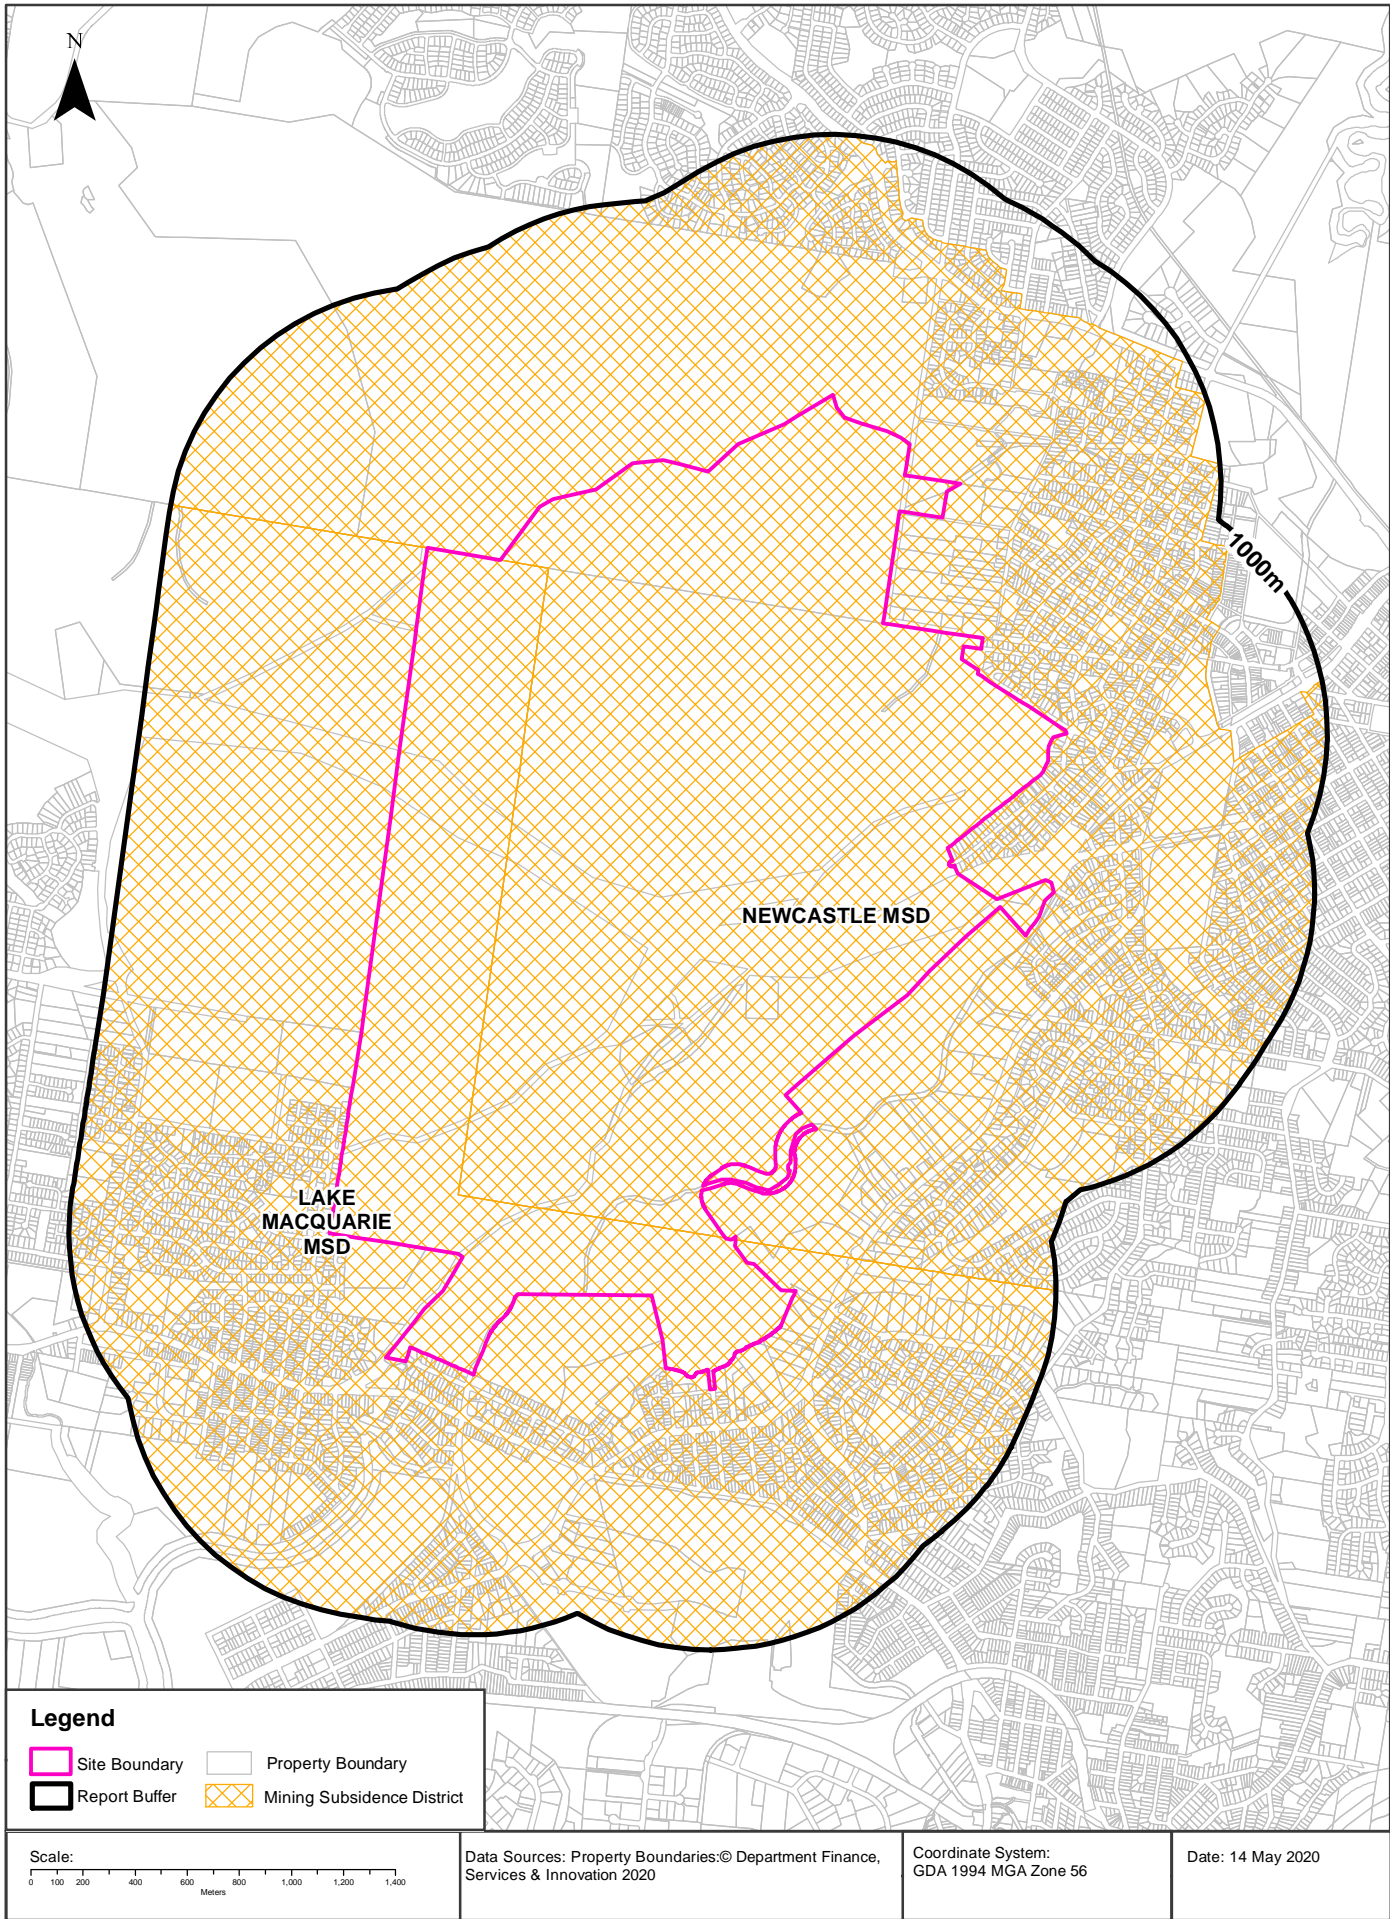 N
1000m
NEWCASTLE MSD
LAKE
MACQUARIE
MSD
Legend
Site Boundary
Property Boundary
Report Buffer
Mining Subsidence District
Scale:
0 100 200 400 600 800 1,000 1,200 1,400
Meters
Data Sources: Property Boundaries:© Department Finance,
Services & Innovation 2020
Coordinate System:
GDA 1994 MGA Zone 56
Date: 14 May 2020